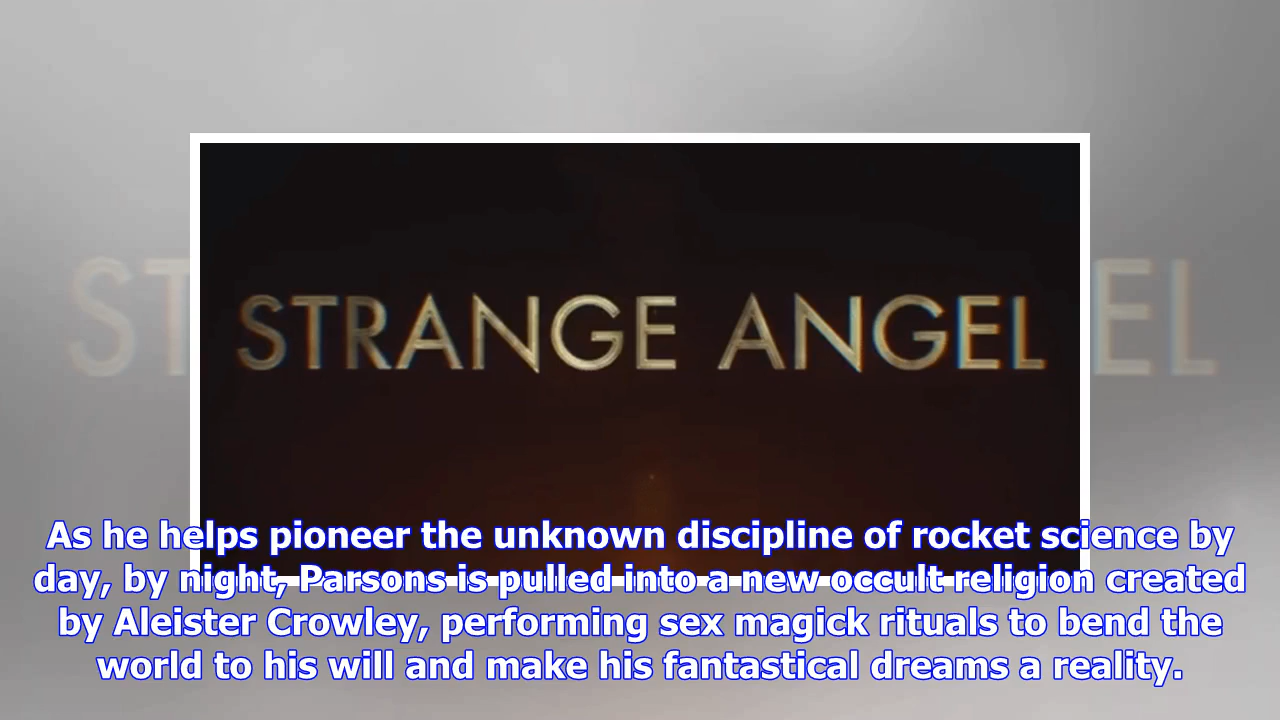 STRANGE ANGEL
ST
EL
As he helps pioneer the unknown discipline of rocket science by
day, by night, Parsons is pulled into a new occult religion created
by Aleister Crowley, performing sex magick rituals to bend the
world to his will and make his fantastical dreams a reality.